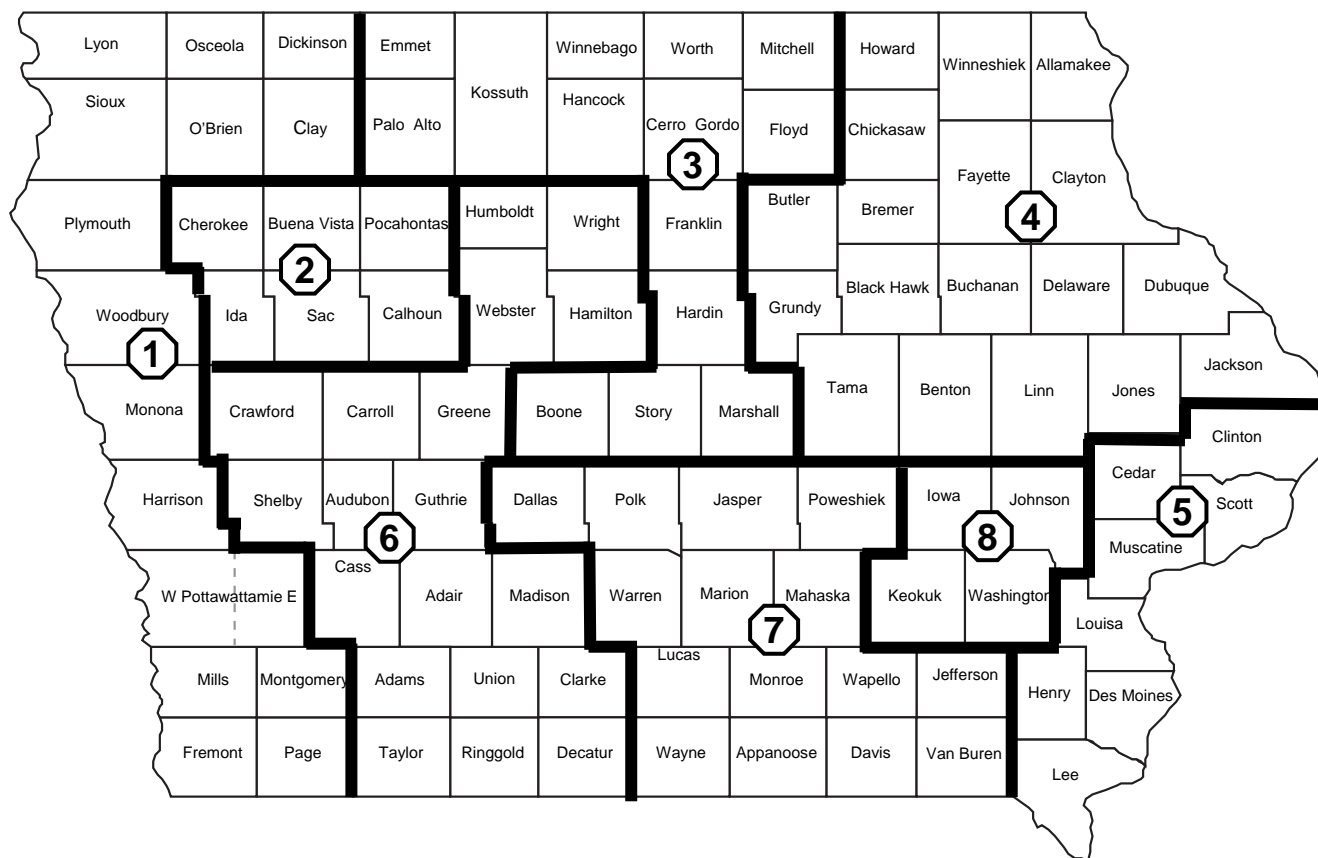 Lyon Osceola Dickinson Emmet Winnebago Worth Mitchell Howard
Winneshiek Allamakee
Kossuth
Sioux Hancock
O'Brien Clay Palo Alto Cerro Gordo Floyd Chickasaw
3
Fayette Clayton
Plymouth Cherokee Buena Vista Pocahontas Humboldt Wright Franklin Butler Bremer
4
2
Woodbury Ida Sac Calhoun Webster Hamilton Hardin Grundy Black Hawk Buchanan Delaware Dubuque
1
Jackson
Monona Crawford Carroll Greene Boone Story Marshall Tama Benton Linn Jones
Clinton
Cedar
Harrison Shelby Audubon Guthrie Dallas Polk Jasper Poweshiek Iowa Johnson Scott
5
6 8
Muscatine
Cass
W Pottawattamie E Adair Madison Warren Marion Mahaska Keokuk Washington
Louisa
7
Lucas
Mills Montgomery Adams Union Clarke Monroe Wapello Jefferson Henry Des Moines
Fremont Page Taylor Ringgold Decatur Wayne Appanoose Davis Van Buren
Lee